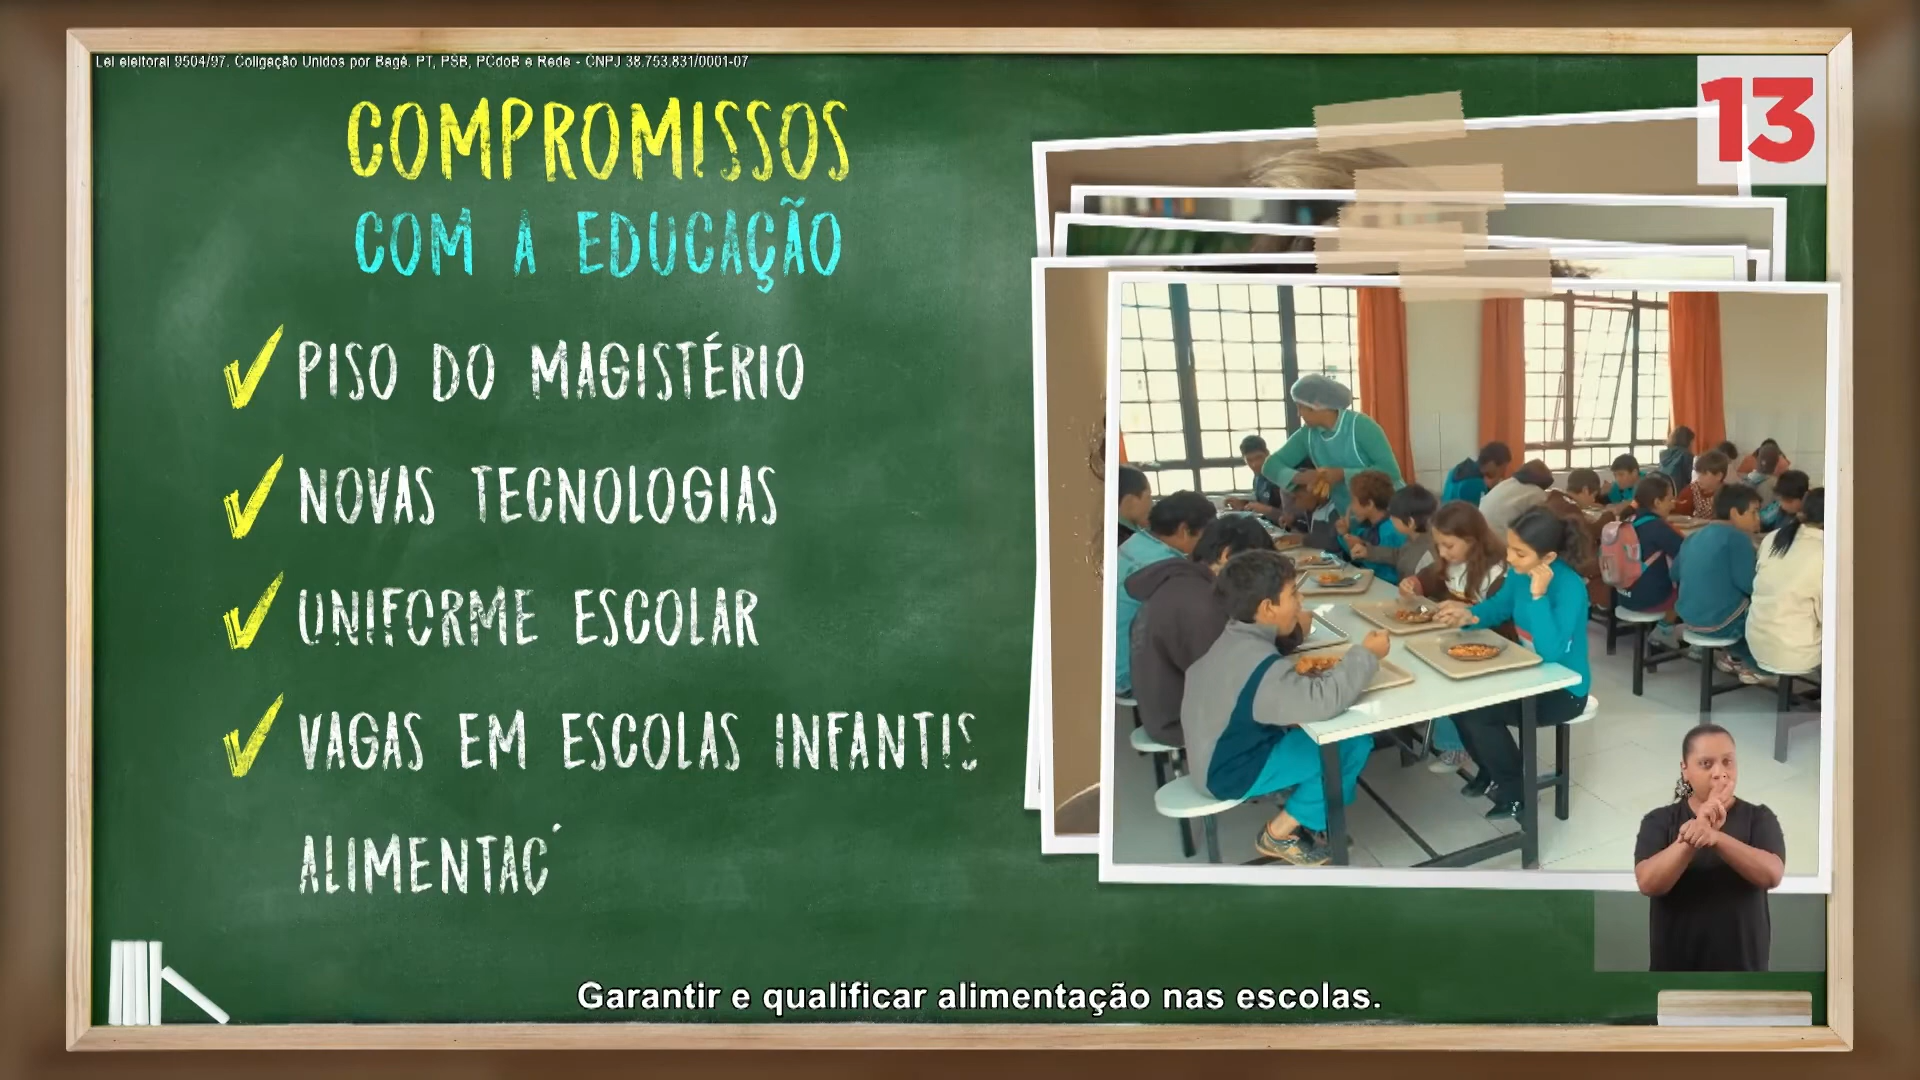 Lei eleitoral 9504/97. Coligação Unidos por Bagé. PT, PSB, PCdoB e Rede - CNPJ 38.753.831/0001-07
13
COMPROMISSOS
COM A EDUCAÇÃO
PISO DO MAGISTÉRIO
NOVAS TECNOLOGIAS
UNIFORME ESCOLAR
VAGAS EM ESCOLAS INFANTIS
ALIMENTAÇ
Garantir e qualificar alimentação nas escolas.